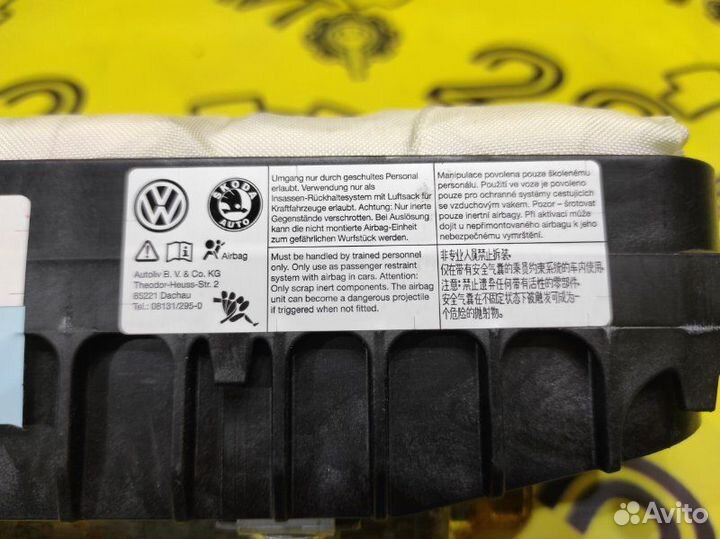 ŠKODA
AUTO
Airbag
Autoliv B. V. & Co. KG
Theodor-Heuss-Str. 2
85221 Dachau
Tel.: 08131/295-0
Umgang nur durch geschultes Personal
erlaubt. Verwendung nur als
Insassen-Rückhaltesystem mit Luftsack für
Kraftfahrzeuge erlaubt. Achtung: Nur inerte
Gegenstände verschrotten. Bei Auslösung
kann die nicht montierte Airbag-Einheit
zum gefährlichen Wurfstück werden.
Manipulace povolena pouze školenému
personálu. Použití ve voze je povoleno
pouze pro ochranné systémy cestujících
se vzduchovým vakem. Pozor – šrotovat
pouze inertní airbagy. Při aktivaci může
dojít u nepřimontovaného airbagu k jeho
nebezpečnému vymrštění.
Must be handled by trained personnel
only. Only use as passenger restraint
system with airbag in cars. Attention:
Only scrap inert components. The airbag
unit can become a dangerous projectile
if triggered when not fitted.
非专业人员禁止拆装。
仅在带有安全气囊的乘员约束系统的车内使用。
注意:禁止遗弃任何带有活性的零部件。
安全气囊在不固定状态下被触发可成为一
个危险的抛射物。
Avito